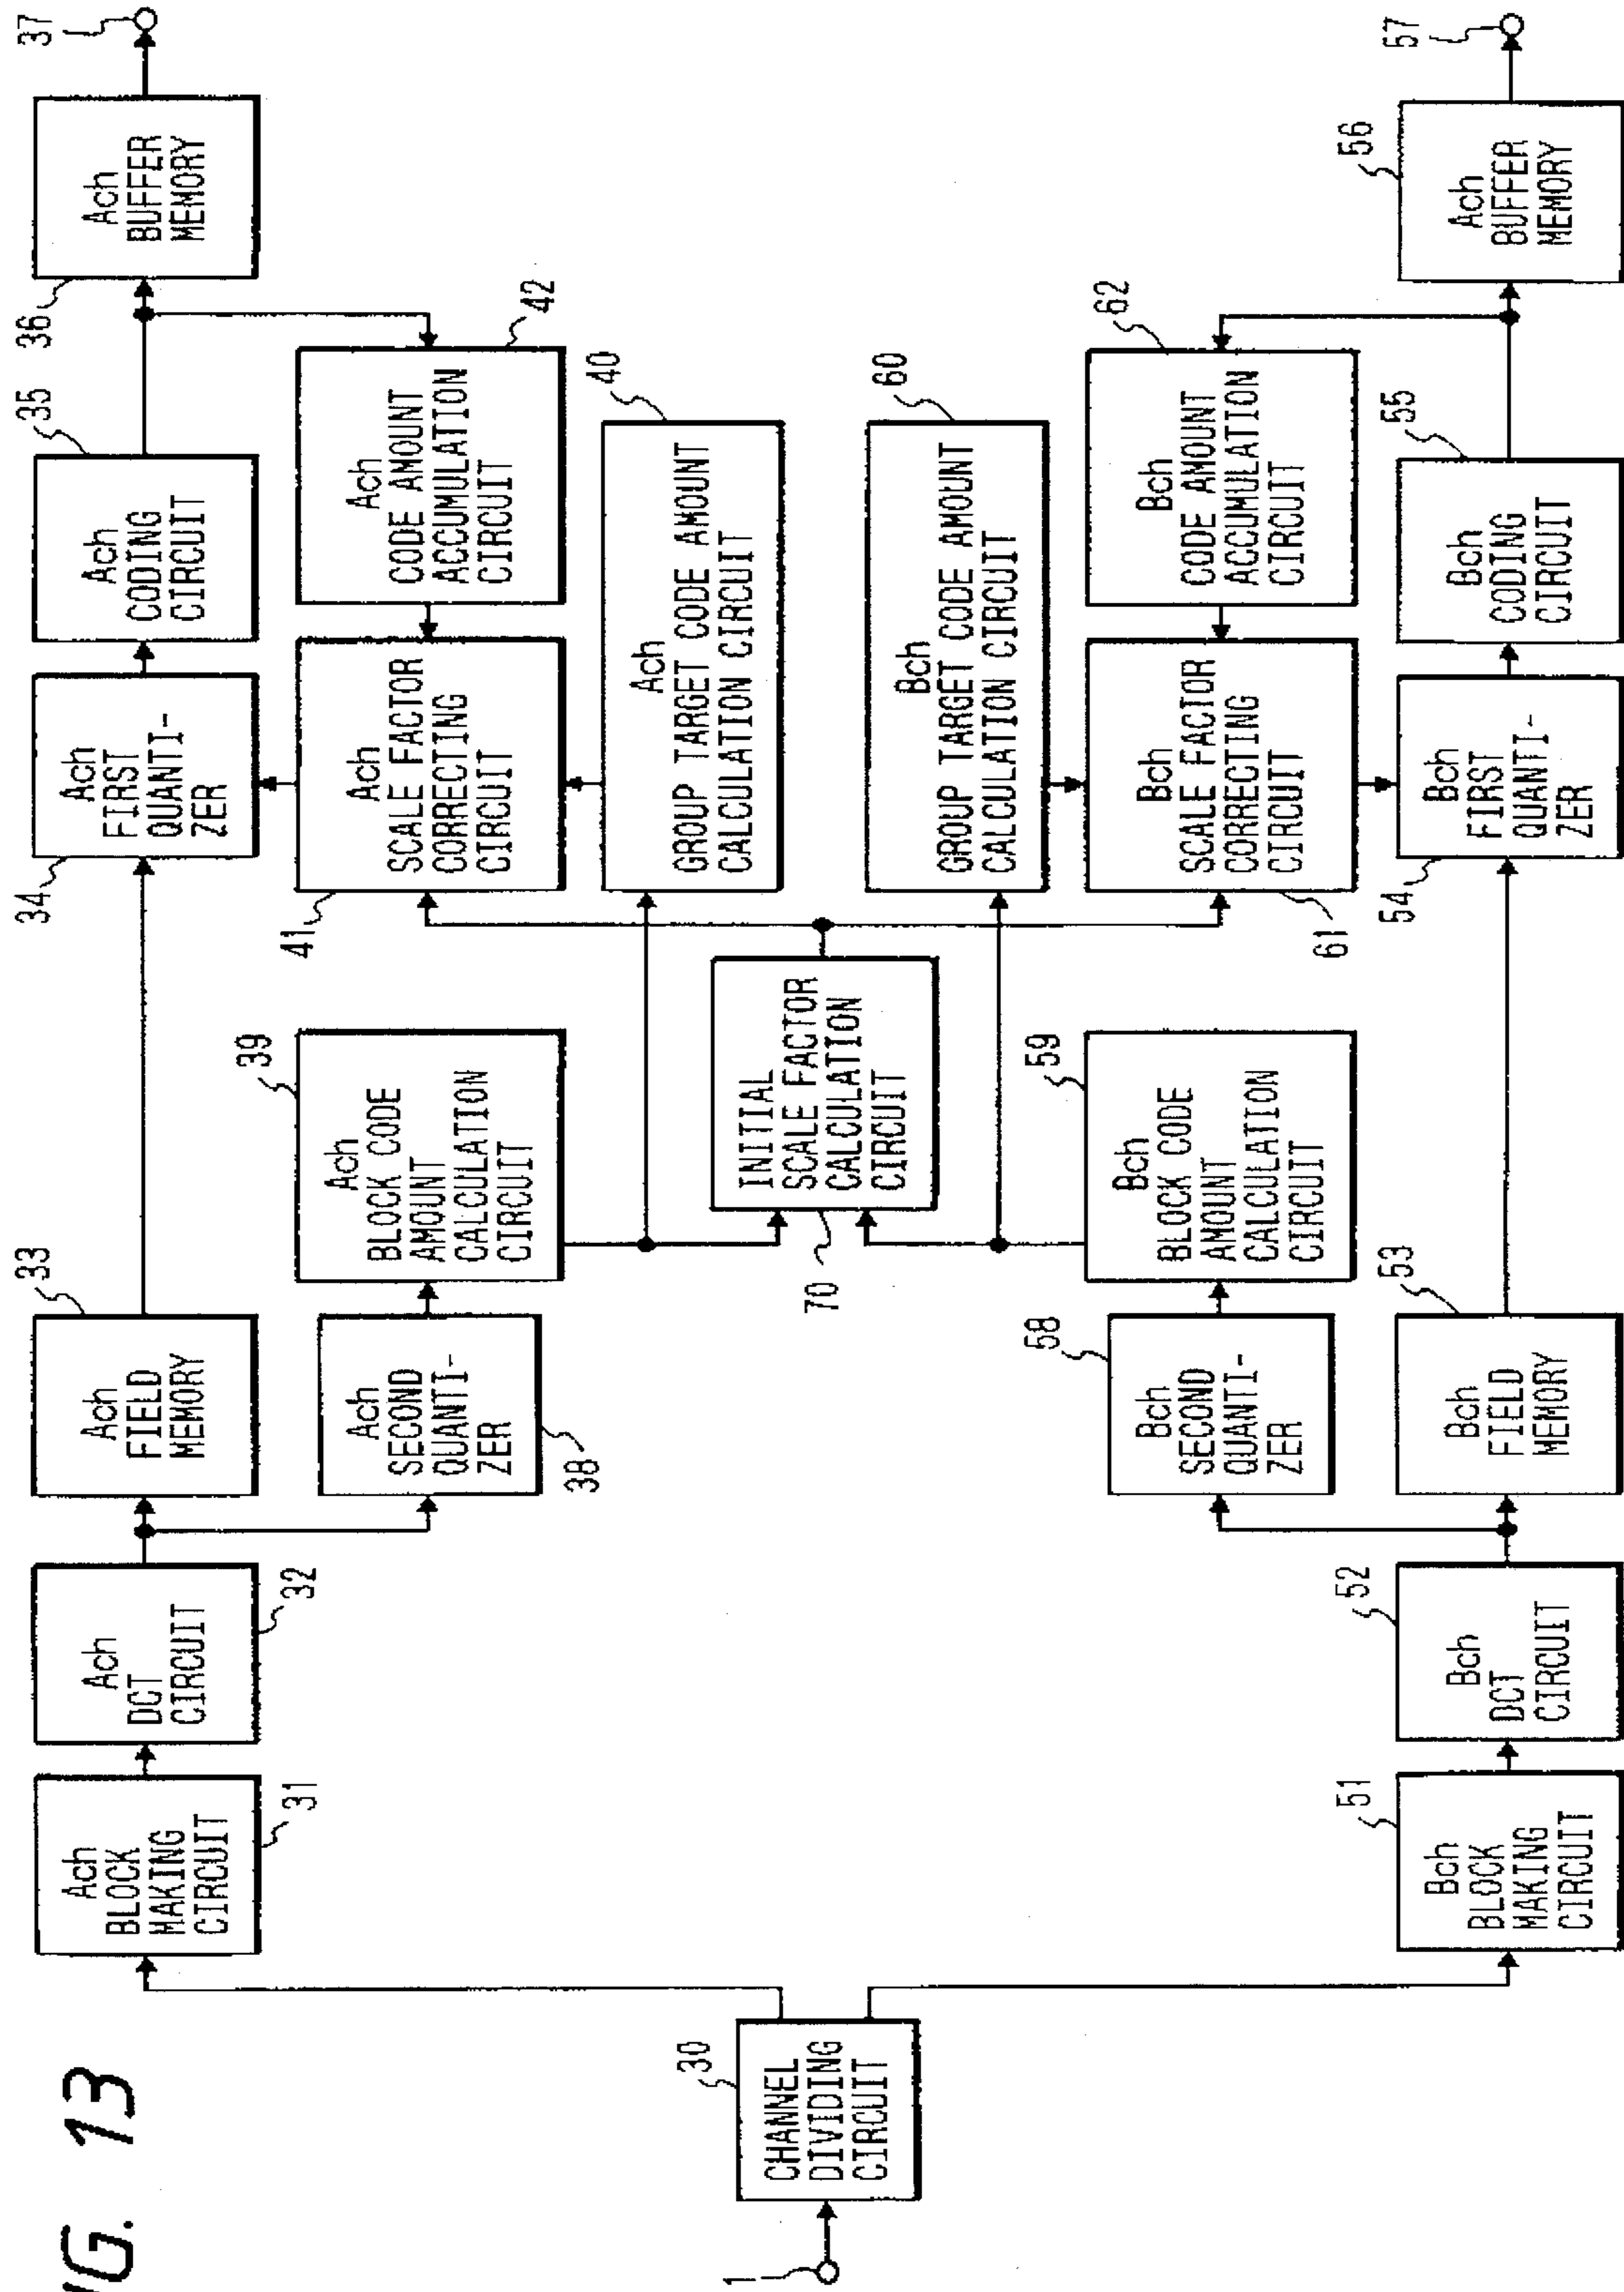 IG. 13
1
30
CHANNEL
DIVIDING
CIRCUIT
31
Ach
BLOCK
MAKING
CIRCUIT
32
Ach
DCT
CIRCUIT
33
Ach
FIELD
MEMORY
34
Ach
FIRST
QUANTI-
ZER
35
Ach
CODING
CIRCUIT
36
Ach
BUFFER
MEMORY
37
38
Ach
SECOND
QUANTI-
ZER
39
Ach
BLOCK CODE
AMOUNT
CALCULATION
CIRCUIT
41
Ach
SCALE FACTOR
CORRECTING
CIRCUIT
42
Ach
CODE AMOUNT
ACCUMULATION
CIRCUIT
40
Ach
GROUP TARGET CODE AMOUNT
CALCULATION CIRCUIT
70
INITIAL
SCALE FACTOR
CALCULATION
CIRCUIT
60
Bch
GROUP TARGET CODE AMOUNT
CALCULATION CIRCUIT
58
Bch
SECOND
QUANTI-
ZER
59
Bch
BLOCK CODE
AMOUNT
CALCULATION
CIRCUIT
61
Bch
SCALE FACTOR
CORRECTING
CIRCUIT
62
Bch
CODE AMOUNT
ACCUMULATION
CIRCUIT
51
Bch
BLOCK
MAKING
CIRCUIT
52
Bch
DCT
CIRCUIT
53
Bch
FIELD
MEMORY
54
Bch
FIRST
QUANTI-
ZER
55
Bch
CODING
CIRCUIT
56
Ach
BUFFER
MEMORY
57